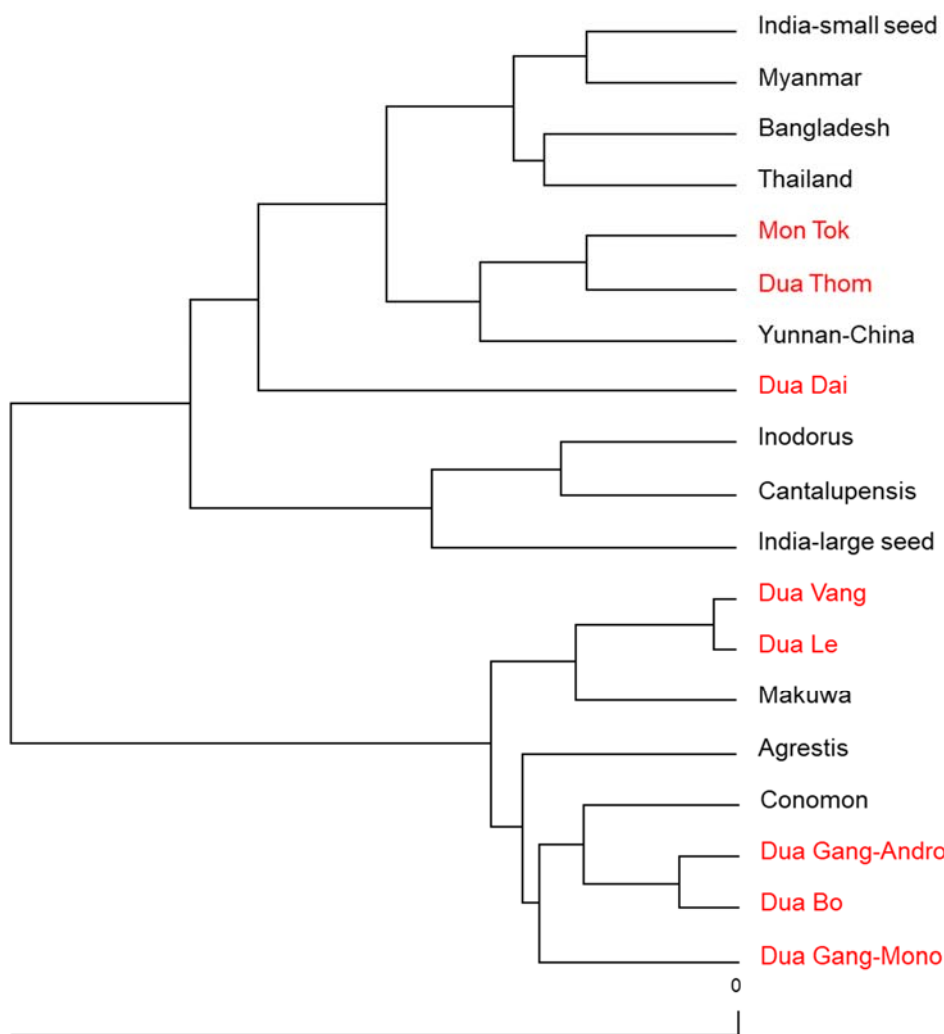 India-small seed
Myanmar
Bangladesh
Thailand
Mon Tok
Dua Thom
Yunnan-China
Dua Dai
Inodorus
Cantalupensis
India-large seed
Dua Vang
Dua Le
Makuwa
Agrestis
Conomon
Dua Gang-Andro
Dua Bo
Dua Gang-Mono
0